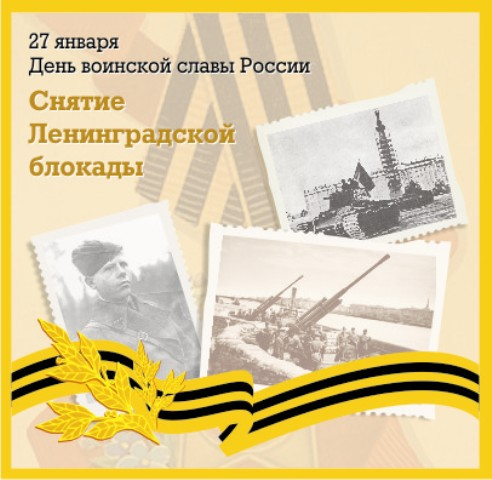 27 января
День воинской славы России
Снятие
Ленинградской
блокады